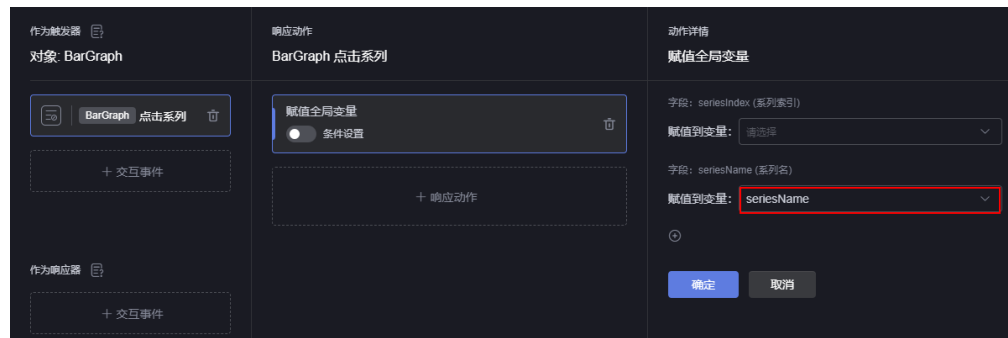 作为触发器
对象: BarGraph
BarGraph 点击系列
+ 交互事件
作为响应器
+ 交互事件
响应动作
BarGraph 点击系列
赋值全局变量
条件设置
+ 响应动作
动作详情
赋值全局变量
字段：seriesIndex (系列索引)
赋值到变量： 请选择
字段：seriesName (系列名)
赋值到变量： seriesName
确定 取消